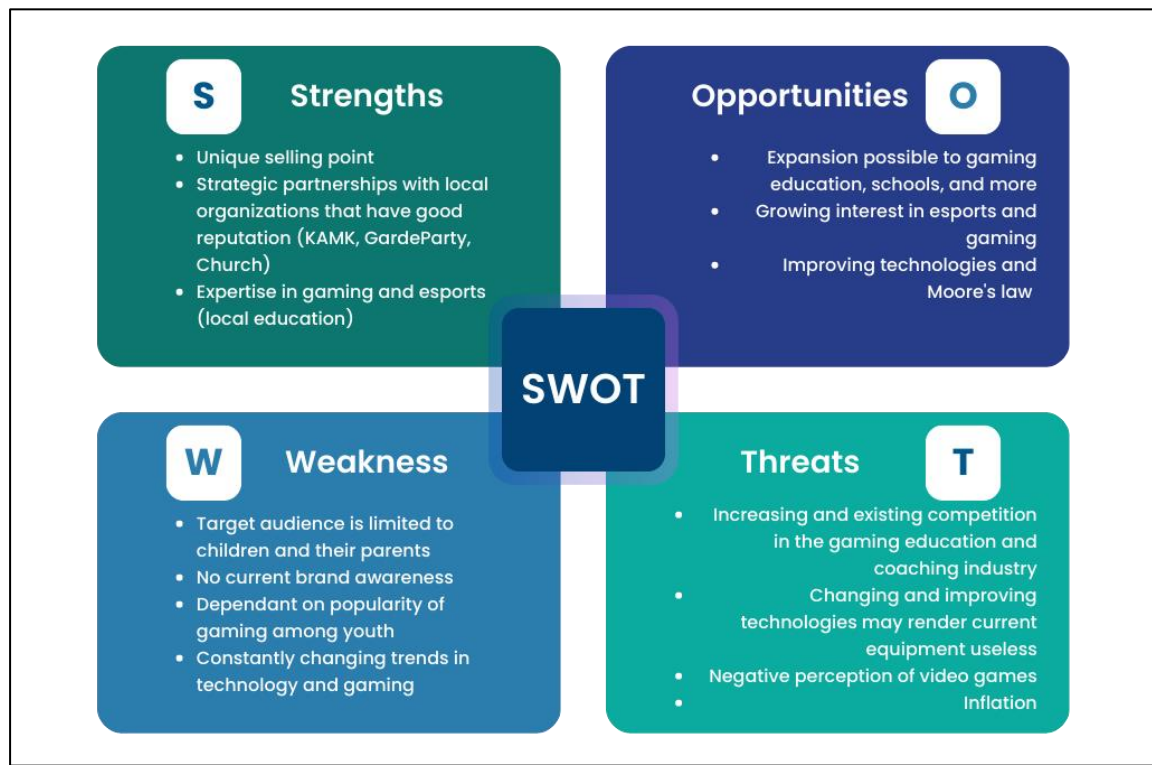 S
Strengths
• Unique selling point
• Strategic partnerships with local
organizations that have good
reputation (KAMK, GardeParty,
Church)
• Expertise in gaming and esports
(local education)
Opportunities
O
• Expansion possible to gaming
education, schools, and more
• Growing interest in esports and
gaming
• Improving technologies and
Moore's law
SWOT
W
Weakness
• Target audience is limited to
children and their parents
• No current brand awareness
• Dependant on popularity of
gaming among youth
• Constantly changing trends in
technology and gaming
Threats
T
• Increasing and existing competition
in the gaming education and
coaching industry
• Changing and improving
technologies may render current
equipment useless
• Negative perception of video games
• Inflation